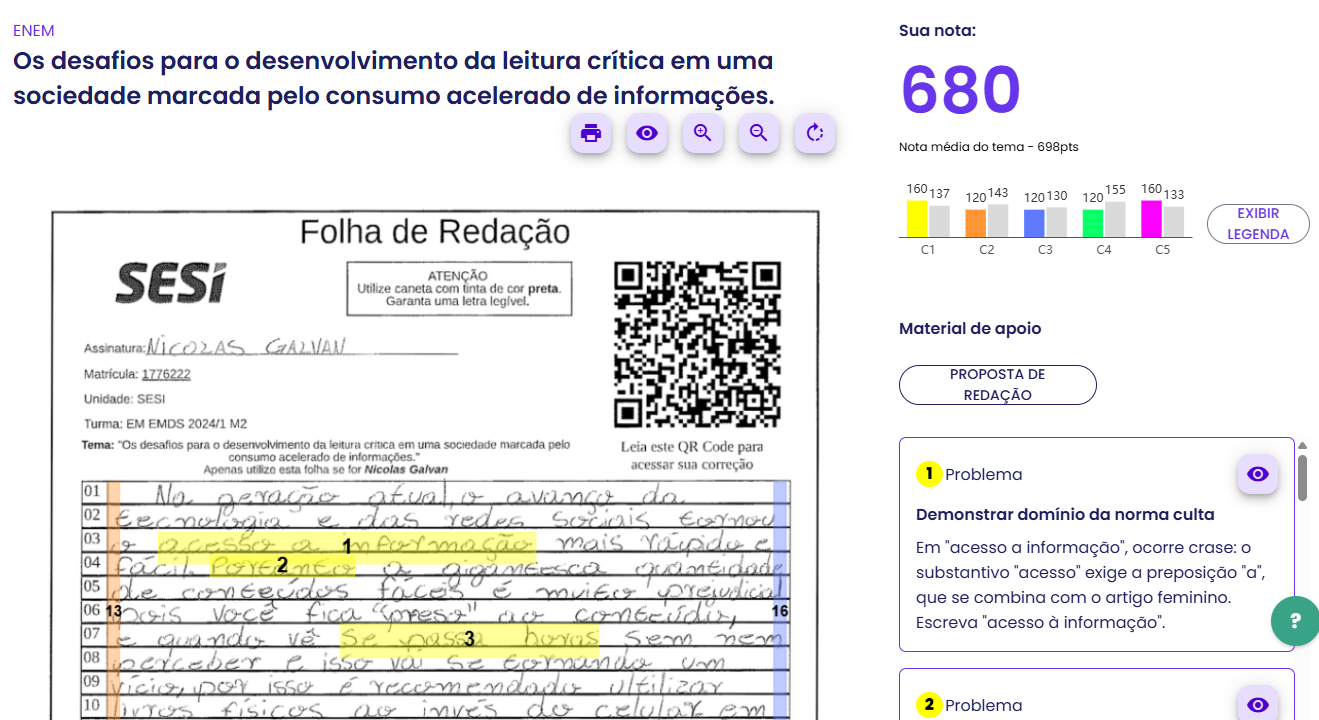 ENEM
Os desafios para o desenvolvimento da leitura crítica em uma
sociedade marcada pelo consumo acelerado de informações.
Folha de Redação
SESI
ATENÇÃO
Utilize caneta com tinta de cor preta.
Garanta uma letra legível.
Assinatura: NICOLAS GALVAN
Matrícula: 1776222
Unidade: SESI
Turma: EM EMDS 2024/1 M2
Tema: "Os desafios para o desenvolvimento da leitura crítica em uma sociedade marcada pelo
consumo acelerado de informações."
Apenas utilize esta folha se for Nicolas Galvan
Leia este QR Code para
acessar sua correção
01 Na geração atual, o avanço da
02 tecnologia e das redes sociais tornou
03 o acesso a informação mais rápido e
1
04 fácil. Portanto a gigantesca quantidade
2
05 de conteúdos fáceis é muito prejudicial
06 pois você fica "preso" ao conteúdo,
13
16
07 e quando vê se passa horas sem nem
3
08 perceber e isso vai se tornando um
09 vício, por isso é recomendado utilizar
10 livros físicos ao invés do celular em
Sua nota:
680
Nota média do tema - 698pts
160 137 120 143 120 130 120 155 160 133
C1 C2 C3 C4 C5
EXIBIR
LEGENDA
Material de apoio
PROPOSTA DE
REDAÇÃO
1 Problema
Demonstrar domínio da norma culta
Em "acesso a informação", ocorre crase: o
substantivo "acesso" exige a preposição "a",
que se combina com o artigo feminino.
Escreva "acesso à informação".
?
2 Problema